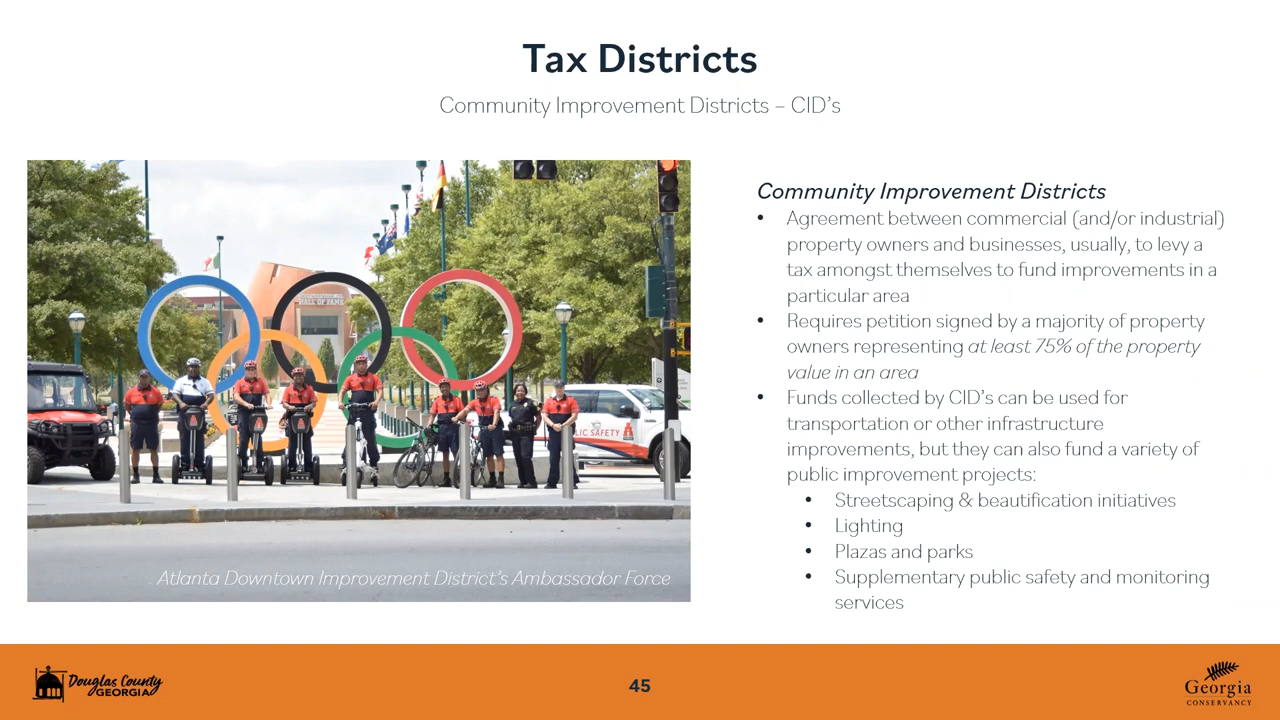 Tax Districts
Community Improvement Districts – CID's
HALL OF FAME
LIC SAFETY
Atlanta Downtown Improvement District's Ambassador Force
Community Improvement Districts
• Agreement between commercial (and/or industrial)
property owners and businesses, usually, to levy a
tax amongst themselves to fund improvements in a
particular area
• Requires petition signed by a majority of property
owners representing at least 75% of the property
value in an area
• Funds collected by CID's can be used for
transportation or other infrastructure
improvements, but they can also fund a variety of
public improvement projects:
• Streetscaping & beautification initiatives
• Lighting
• Plazas and parks
• Supplementary public safety and monitoring
services
Douglas County
GEORGIA
45
Georgia
CONSERVANCY